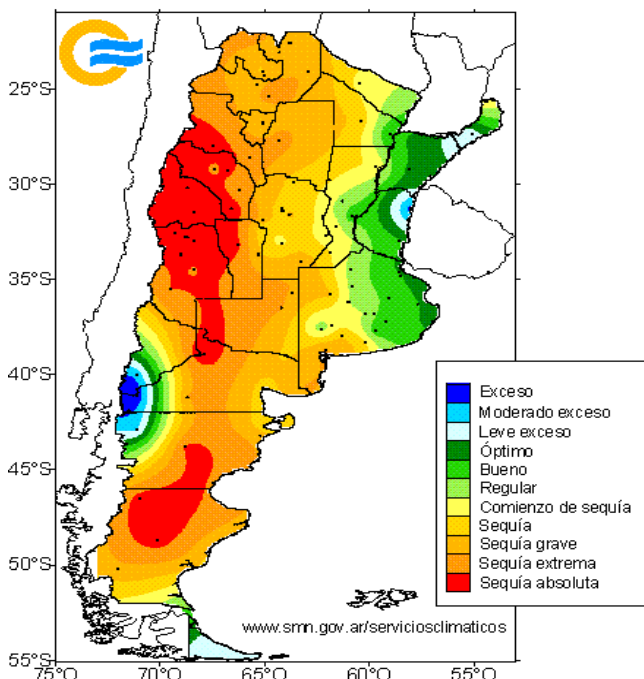 25°S
30°S
35°S
40°S
45°S
50°S
55°S
75°O 70°O 65°O 60°O 55°O
Exceso
Moderado exceso
Leve exceso
Óptimo
Bueno
Regular
Comienzo de sequía
Sequía
Sequía grave
Sequía extrema
Sequía absoluta
www.smn.gov.ar/serviciosclimaticos